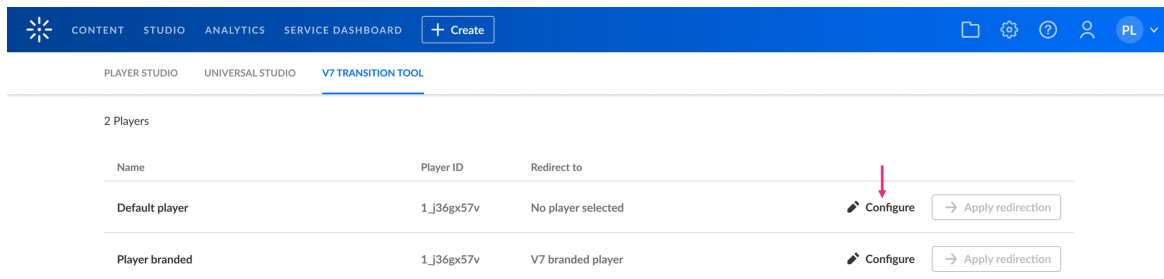 CONTENT STUDIO ANALYTICS SERVICE DASHBOARD + Create PL
PLAYER STUDIO UNIVERSAL STUDIO V7 TRANSITION TOOL
2 Players
Name Player ID Redirect to
Default player 1_j36gx57v No player selected Configure → Apply redirection
Player branded 1_j36gx57v V7 branded player Configure → Apply redirection